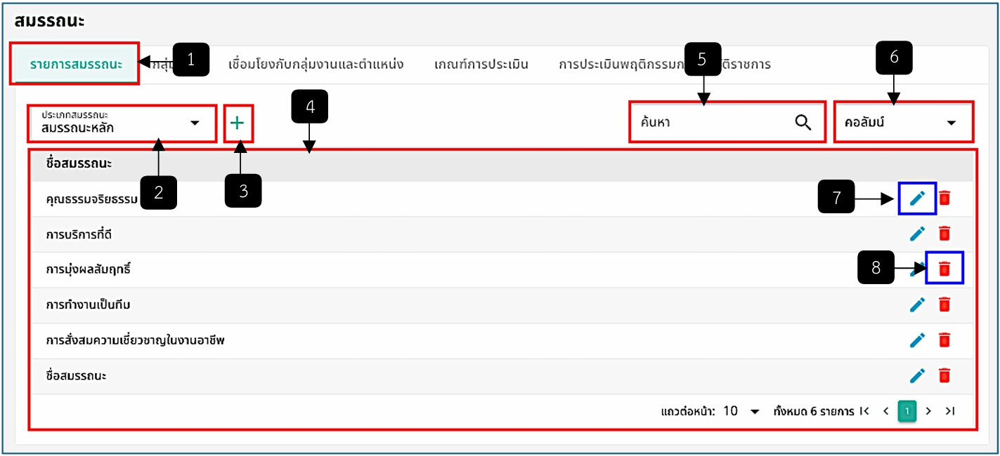 สมรรถนะ
รายการสมรรถนะ
1
กลุ่ม
เชื่อมโยงกับกลุ่มงานและตำแหน่ง
เกณฑ์การประเมิน
การประเมินพฤติกรรมก
5
ติราชการ
6
4
ประเภทสมรรถนะ
สมรรถนะหลัก
ค้นหา
คอลัมน์
ชื่อสมรรถนะ
2
3
คุณธรรมจริยธรรม
7
การบริการที่ดี
การมุ่งผลสัมฤทธิ์
8
การทำงานเป็นทีม
การสั่งสมความเชี่ยวชาญในงานอาชีพ
ชื่อสมรรถนะ
แถวต่อหน้า: 10 ทั้งหมด 6 รายการ 1